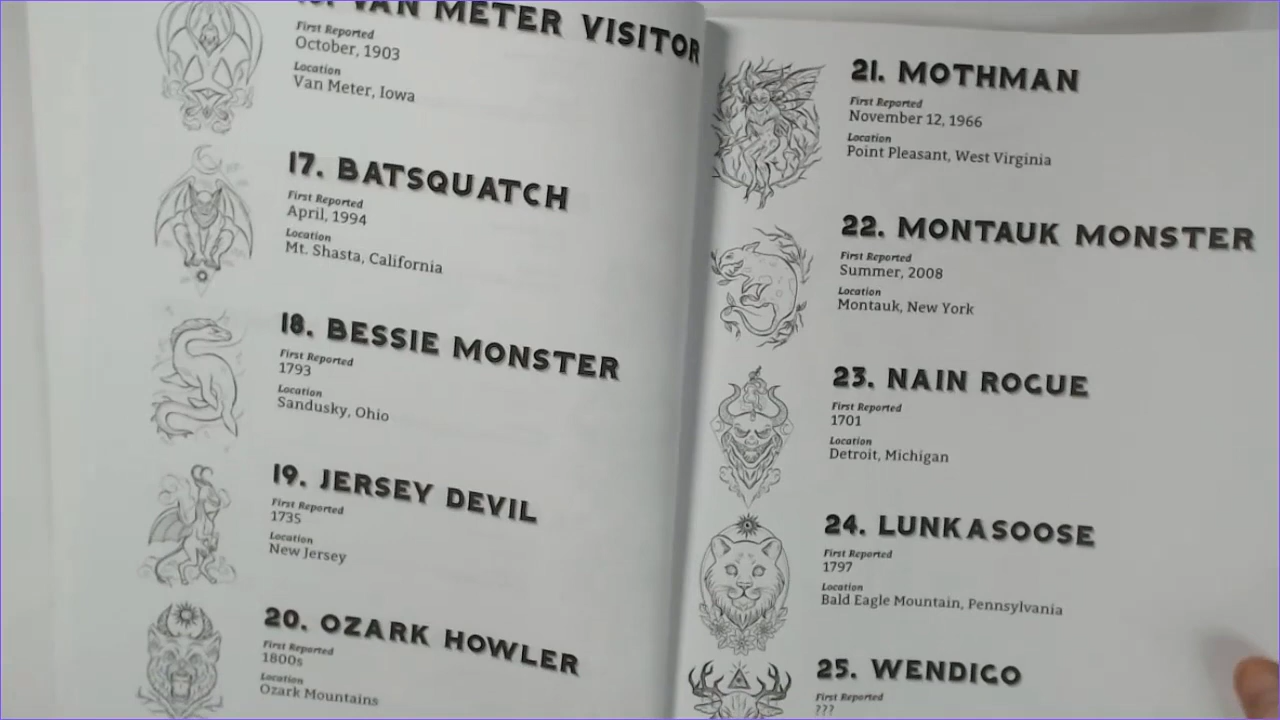 VAN METER VISITOR
First Reported
October, 1903
Location
Van Meter, Iowa
17. BATSQUATCH
First Reported
April, 1994
Location
Mt. Shasta, California
18. BESSIE MONSTER
First Reported
1793
Location
Sandusky, Ohio
19. JERSEY DEVIL
First Reported
1735
Location
New Jersey
20. OZARK HOWLER
First Reported
1800s
Location
Ozark Mountains
21. MOTHMAN
First Reported
November 12, 1966
Location
Point Pleasant, West Virginia
22. MONTAUK MONSTER
First Reported
Summer, 2008
Location
Montauk, New York
23. NAIN ROGUE
First Reported
1701
Location
Detroit, Michigan
24. LUNKASOOSE
First Reported
1797
Location
Bald Eagle Mountain, Pennsylvania
25. WENDIGO
First Reported
???